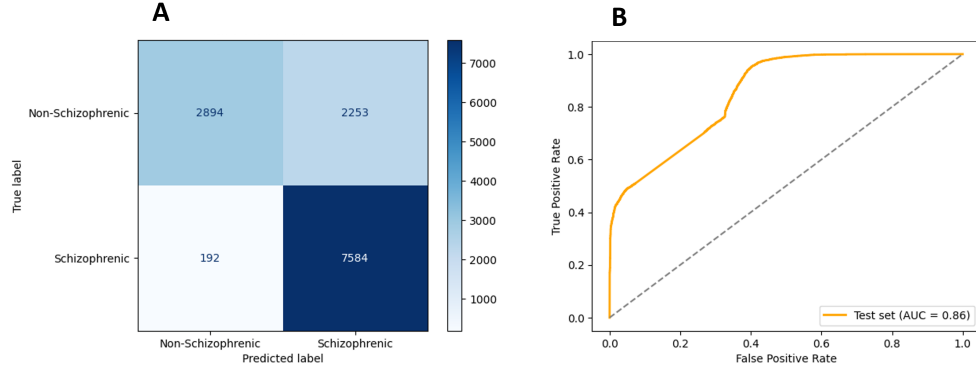 A
Non-Schizophrenic
Schizophrenic
True label
2894
2253
192
7584
Non-Schizophrenic
Schizophrenic
Predicted label
7000
6000
5000
4000
3000
2000
1000
B
1.0
0.8
0.6
0.4
0.2
0.0
True Positive Rate
Test set (AUC = 0.86)
0.0
0.2
0.4
0.6
0.8
1.0
False Positive Rate